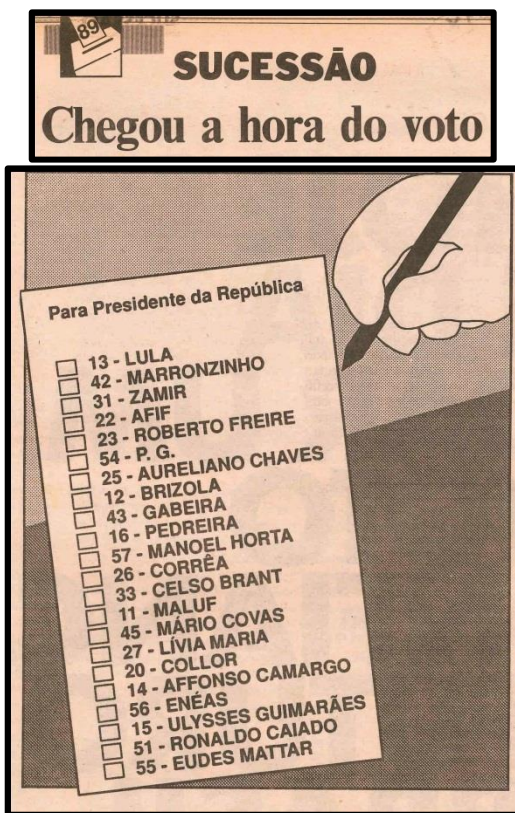 89
SUCESSÃO
Chegou a hora do voto
Para Presidente da República
13 - LULA
42 - MARRONZINHO
31 - ZAMIR
22 - AFIF
23 - ROBERTO FREIRE
54 - P. G.
25 - AURELIANO CHAVES
12 - BRIZOLA
43 - GABEIRA
16 - PEDREIRA
57 - MANOEL HORTA
26 - CORRÊA
33 - CELSO BRANT
11 - MALUF
45 - MÁRIO COVAS
27 - LÍVIA MARIA
20 - COLLOR
14 - AFFONSO CAMARGO
56 - ENÉAS
15 - ULYSSES GUIMARÃES
51 - RONALDO CAIADO
55 - EUDES MATTAR